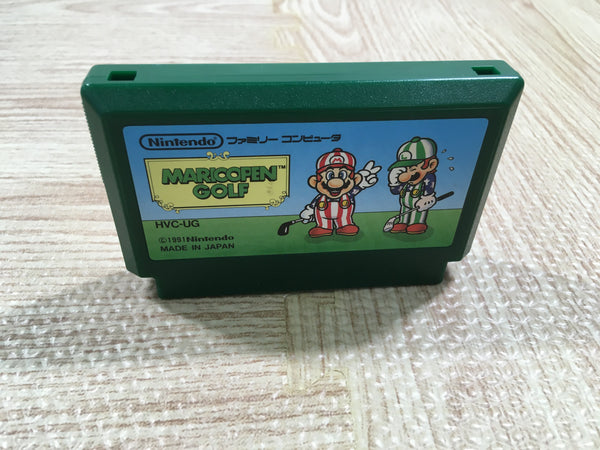 Nintendo ファミリー コンピュータ
MARIOOPEN™
GOLF
HVC-UG
©1991 Nintendo
MADE IN JAPAN
M